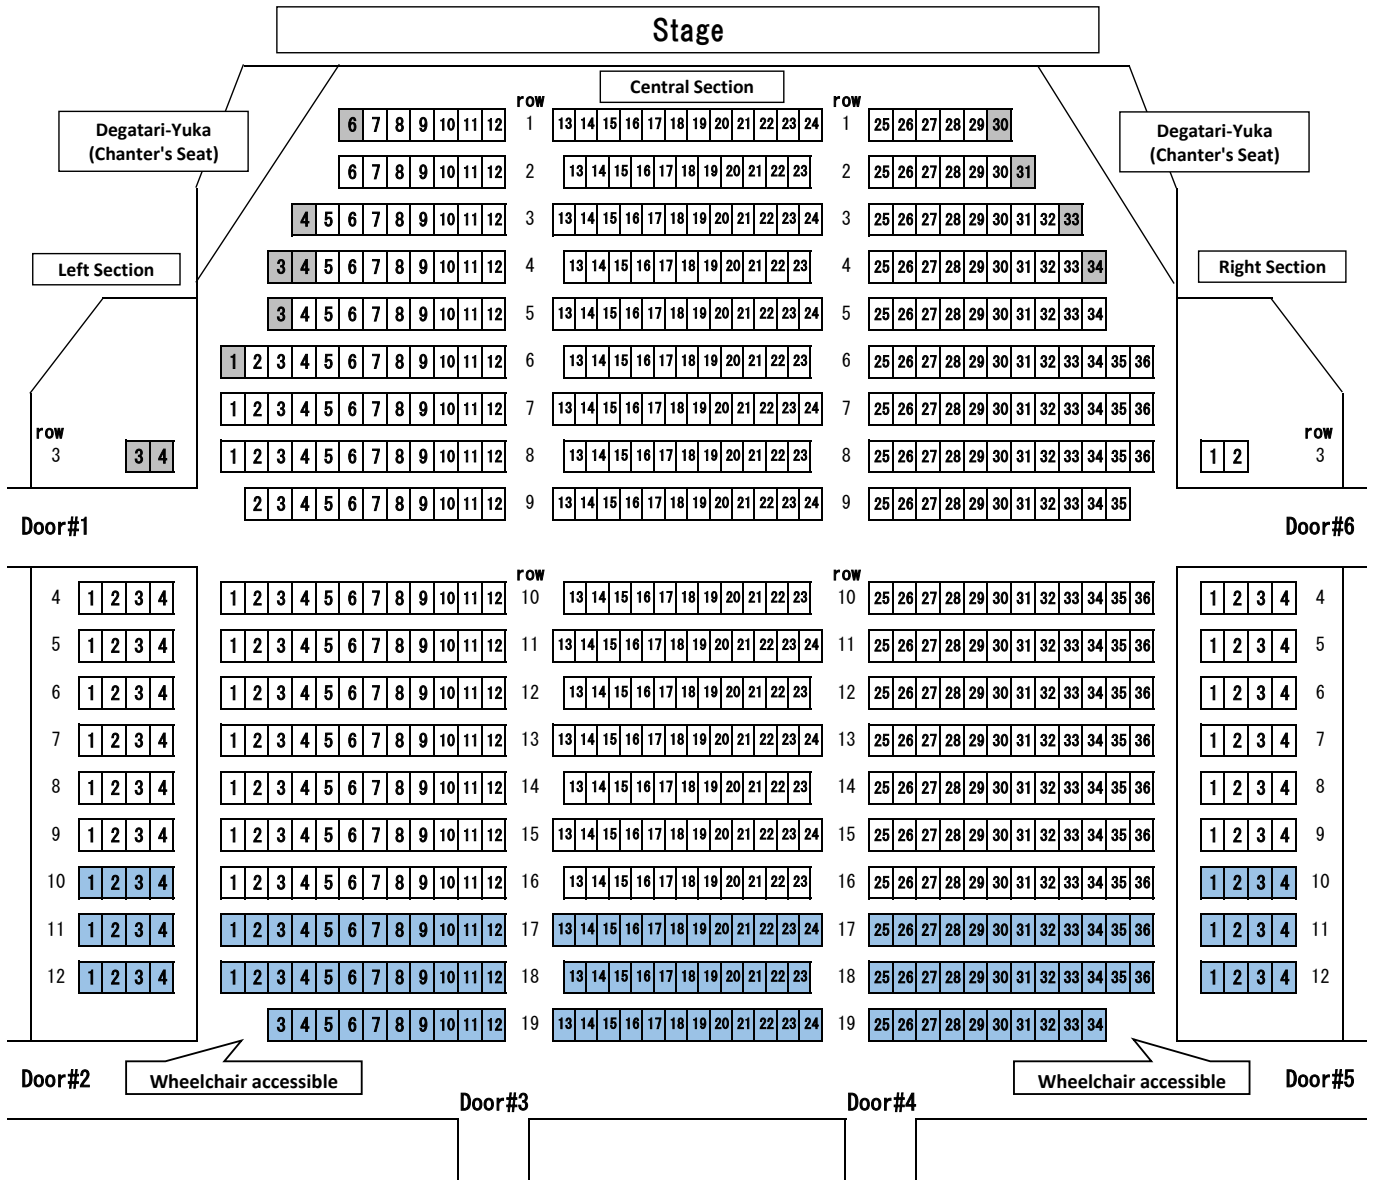 Stage
Central Section
Degatari-Yuka
(Chanter's Seat)
Degatari-Yuka
(Chanter's Seat)
Left Section
Right Section
row row
6 7 8 9 10 11 12 1 13 14 15 16 17 18 19 20 21 22 23 24 1 25 26 27 28 29 30
6 7 8 9 10 11 12 2 13 14 15 16 17 18 19 20 21 22 23 2 25 26 27 28 29 30 31
4 5 6 7 8 9 10 11 12 3 13 14 15 16 17 18 19 20 21 22 23 24 3 25 26 27 28 29 30 31 32 33
3 4 5 6 7 8 9 10 11 12 4 13 14 15 16 17 18 19 20 21 22 23 4 25 26 27 28 29 30 31 32 33 34
3 4 5 6 7 8 9 10 11 12 5 13 14 15 16 17 18 19 20 21 22 23 24 5 25 26 27 28 29 30 31 32 33 34
1 2 3 4 5 6 7 8 9 10 11 12 6 13 14 15 16 17 18 19 20 21 22 23 6 25 26 27 28 29 30 31 32 33 34 35 36
1 2 3 4 5 6 7 8 9 10 11 12 7 13 14 15 16 17 18 19 20 21 22 23 24 7 25 26 27 28 29 30 31 32 33 34 35 36
row row
3 3 4 1 2 3 4 5 6 7 8 9 10 11 12 8 13 14 15 16 17 18 19 20 21 22 23 8 25 26 27 28 29 30 31 32 33 34 35 36 1 2 3
2 3 4 5 6 7 8 9 10 11 12 9 13 14 15 16 17 18 19 20 21 22 23 24 9 25 26 27 28 29 30 31 32 33 34 35
Door#1 Door#6
row row
4 1 2 3 4 1 2 3 4 5 6 7 8 9 10 11 12 10 13 14 15 16 17 18 19 20 21 22 23 10 25 26 27 28 29 30 31 32 33 34 35 36 1 2 3 4 4
5 1 2 3 4 1 2 3 4 5 6 7 8 9 10 11 12 11 13 14 15 16 17 18 19 20 21 22 23 24 11 25 26 27 28 29 30 31 32 33 34 35 36 1 2 3 4 5
6 1 2 3 4 1 2 3 4 5 6 7 8 9 10 11 12 12 13 14 15 16 17 18 19 20 21 22 23 12 25 26 27 28 29 30 31 32 33 34 35 36 1 2 3 4 6
7 1 2 3 4 1 2 3 4 5 6 7 8 9 10 11 12 13 13 14 15 16 17 18 19 20 21 22 23 24 13 25 26 27 28 29 30 31 32 33 34 35 36 1 2 3 4 7
8 1 2 3 4 1 2 3 4 5 6 7 8 9 10 11 12 14 13 14 15 16 17 18 19 20 21 22 23 14 25 26 27 28 29 30 31 32 33 34 35 36 1 2 3 4 8
9 1 2 3 4 1 2 3 4 5 6 7 8 9 10 11 12 15 13 14 15 16 17 18 19 20 21 22 23 24 15 25 26 27 28 29 30 31 32 33 34 35 36 1 2 3 4 9
10 1 2 3 4 1 2 3 4 5 6 7 8 9 10 11 12 16 13 14 15 16 17 18 19 20 21 22 23 16 25 26 27 28 29 30 31 32 33 34 35 36 1 2 3 4 10
11 1 2 3 4 1 2 3 4 5 6 7 8 9 10 11 12 17 13 14 15 16 17 18 19 20 21 22 23 24 17 25 26 27 28 29 30 31 32 33 34 35 36 1 2 3 4 11
12 1 2 3 4 1 2 3 4 5 6 7 8 9 10 11 12 18 13 14 15 16 17 18 19 20 21 22 23 18 25 26 27 28 29 30 31 32 33 34 35 36 1 2 3 4 12
3 4 5 6 7 8 9 10 11 12 19 13 14 15 16 17 18 19 20 21 22 23 24 19 25 26 27 28 29 30 31 32 33 34
Door#2 Wheelchair accessible Wheelchair accessible Door#5
Door#3 Door#4